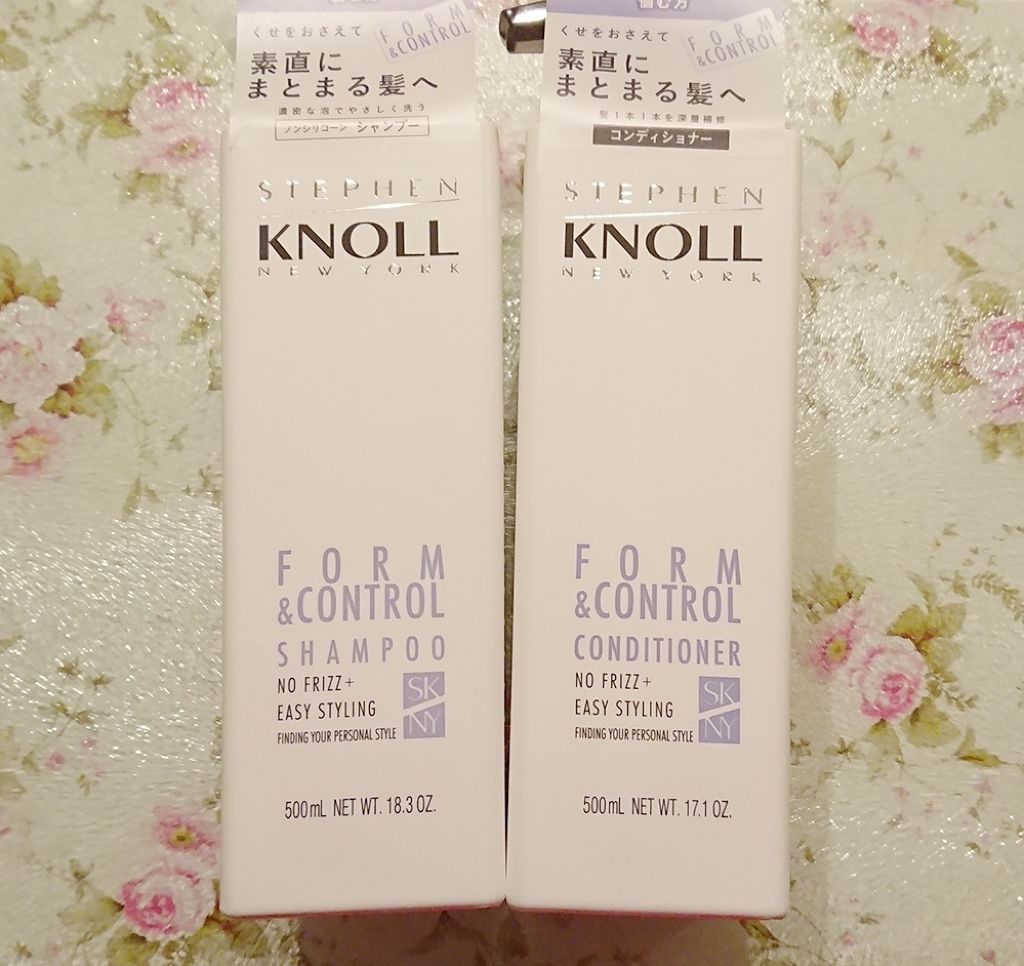 くせをおさえて
FORM
&CONTROL
素直に
まとまる髪へ
濃密な泡でやさしく洗う
ノンシリコーン シャンプー
STEPHEN
KNOLL
NEW YORK
FORM
&CONTROL
SHAMPOO
NO FRIZZ+
EASY STYLING
FINDING YOUR PERSONAL STYLE
SK
NY
500mL NET WT. 18.3 OZ.
悩む方
くせをおさえて
FORM
&CONTROL
素直に
まとまる髪へ
髪1本1本を深層補修
コンディショナー
STEPHEN
KNOLL
NEW YORK
FORM
&CONTROL
CONDITIONER
NO FRIZZ+
EASY STYLING
FINDING YOUR PERSONAL STYLE
SK
NY
500mL NET WT. 17.1 OZ.